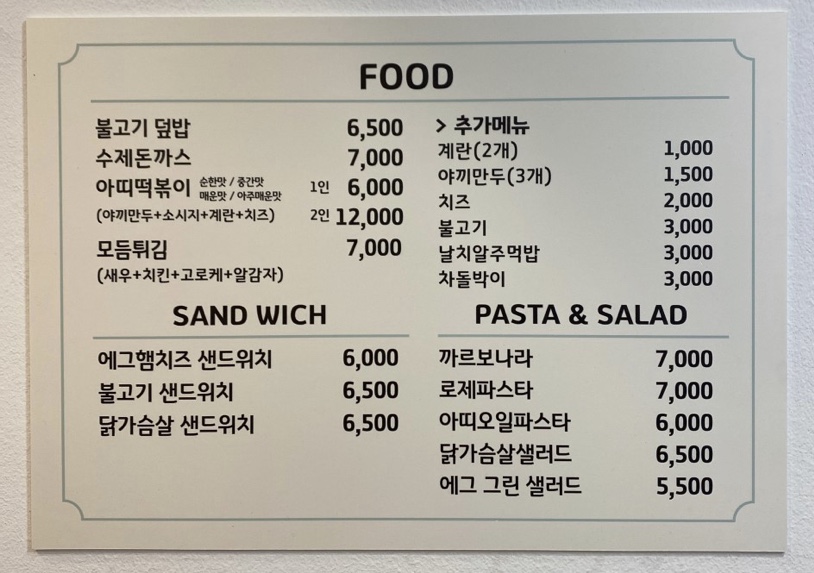 FOOD
불고기 덮밥 6,500
수제돈까스 7,000
아띠떡볶이 순한맛 / 중간맛 1인 6,000
매운맛 / 아주매운맛
(야끼만두+소시지+계란+치즈) 2인 12,000
모듬튀김 7,000
(새우+치킨+고로케+알감자)
> 추가메뉴
계란(2개) 1,000
야끼만두(3개) 1,500
치즈 2,000
불고기 3,000
날치알주먹밥 3,000
차돌박이 3,000
SAND WICH
에그햄치즈 샌드위치 6,000
불고기 샌드위치 6,500
닭가슴살 샌드위치 6,500
PASTA & SALAD
까르보나라 7,000
로제파스타 7,000
아띠오일파스타 6,000
닭가슴살샐러드 6,500
에그 그린 샐러드 5,500